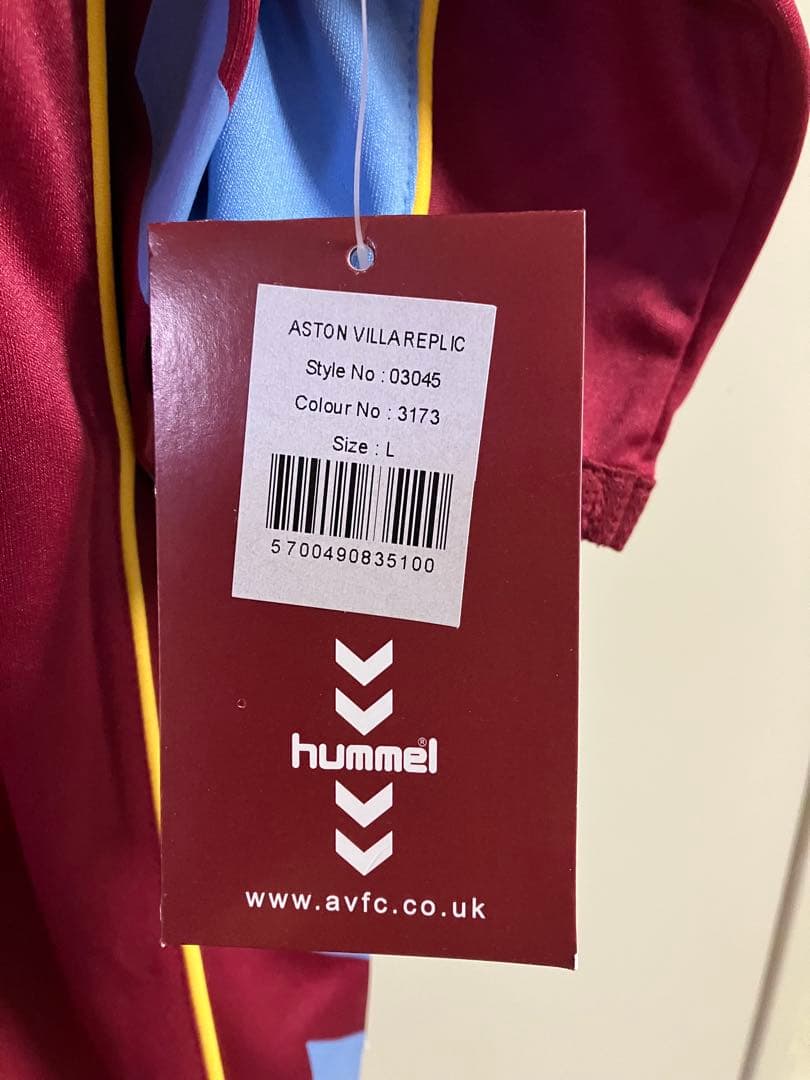 ASTON VILLA REPLIC
Style No : 03045
Colour No : 3173
Size : L
5700490835100
hummel®
www.avfc.co.uk